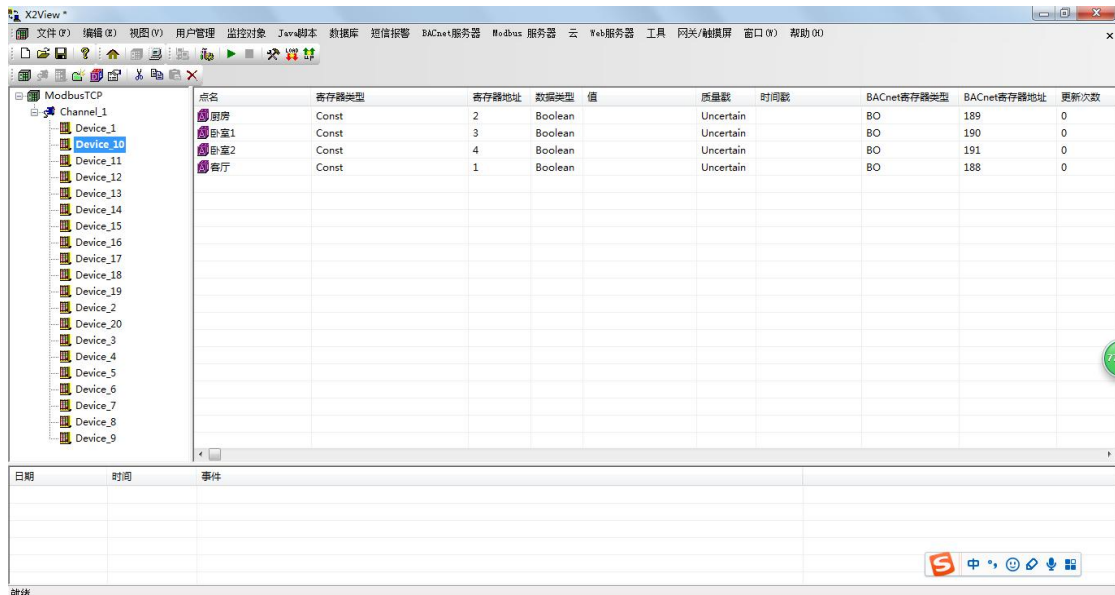 X2View *
文件(F) 编辑(E) 视图(V) 用户管理 监控对象 Java脚本 数据库 短信报警 BACnet服务器 Modbus 服务器 云 Web服务器 工具 网关/触摸屏 窗口(W) 帮助(H)
ModbusTCP
Channel_1
Device_1
Device_10
Device_11
Device_12
Device_13
Device_14
Device_15
Device_16
Device_17
Device_18
Device_19
Device_2
Device_20
Device_3
Device_4
Device_5
Device_6
Device_7
Device_8
Device_9
点名 寄存器类型 寄存器地址 数据类型 值 质量戳 时间戳 BACnet寄存器类型 BACnet寄存器地址 更新次数
厨房 Const 2 Boolean Uncertain BO 189 0
卧室1 Const 3 Boolean Uncertain BO 190 0
卧室2 Const 4 Boolean Uncertain BO 191 0
客厅 Const 1 Boolean Uncertain BO 188 0
日期 时间 事件
中
就绪